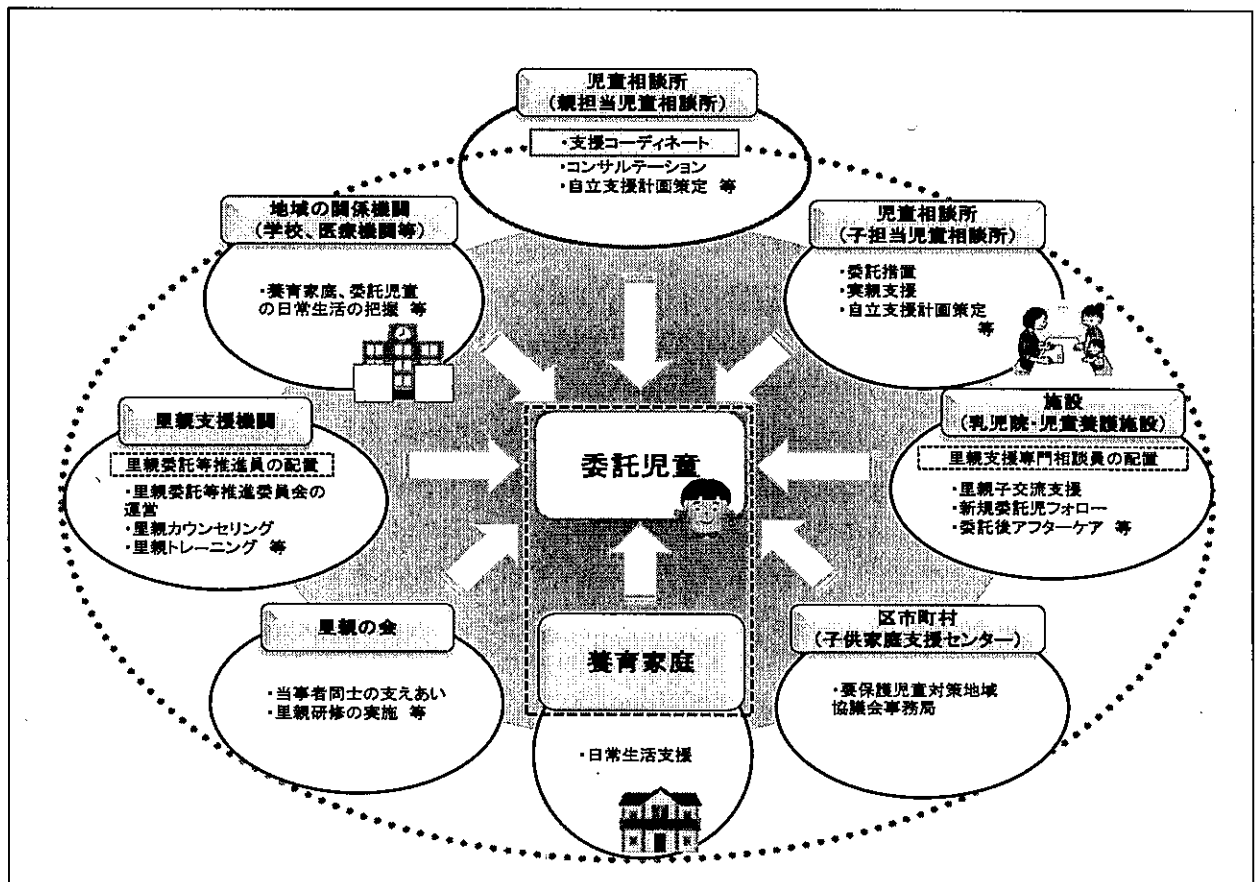 児童相談所
(親担当児童相談所)
・支援コーディネート
・コンサルテーション
・自立支援計画策定 等
地域の関係機関
(学校、医療機関等)
・養育家庭、委託児童
の日常生活の把握 等
児童相談所
(子担当児童相談所)
・委託措置
・実親支援
・自立支援計画策定
等
里親支援機関
里親委託等推進員の配置
・里親委託等推進委員会の
運営
・里親カウンセリング
・里親トレーニング 等
委託児童
施設
(乳児院・児童養護施設)
里親支援専門相談員の配置
・里親子交流支援
・新規委託児フォロー
・委託後アフターケア 等
里親の会
・当事者同士の支えあい
・里親研修の実施 等
養育家庭
・日常生活支援
区市町村
(子供家庭支援センター)
・要保護児童対策地域
協議会事務局